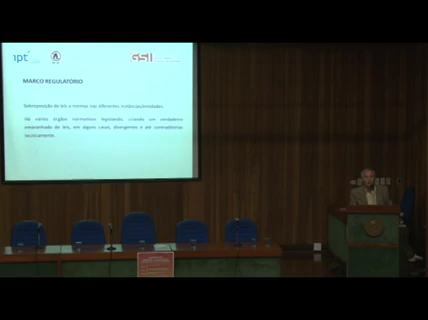 ipt
GSI
MARCO REGULATÓRIO
Sobreposição de leis e normas nas diferentes instâncias/entidades.
Há vários órgãos normativos legislando, criando um verdadeiro
emaranhado de leis, em alguns casos, divergentes e até contraditórias
tecnicamente.